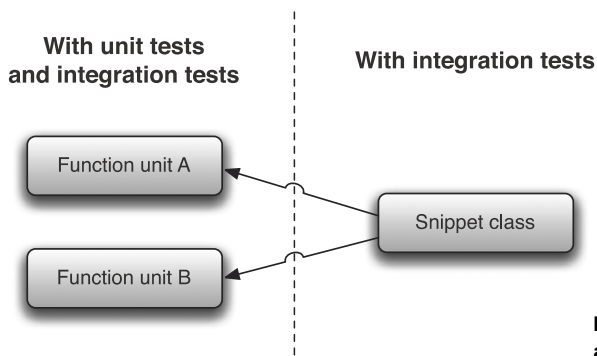 With unit tests
and integration tests
With integration tests
Function unit A
Snippet class
Function unit B